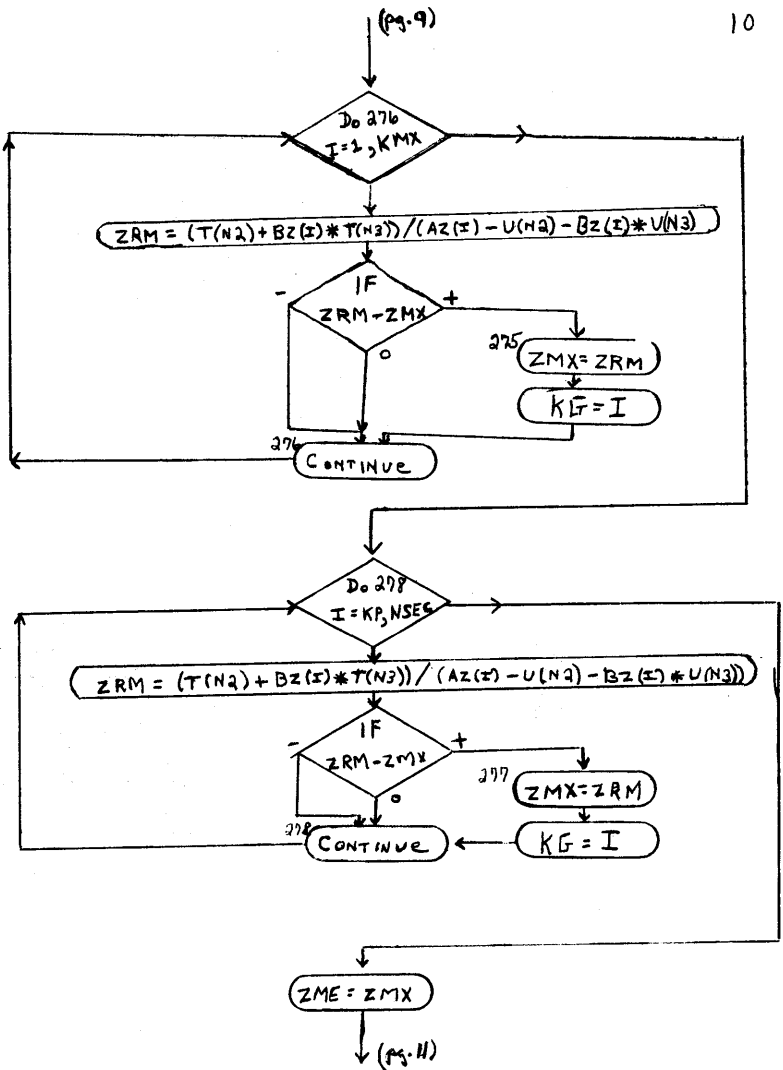 (pg. 9)
10
Do 276
I=1, KMX
ZRM = (T(N2) + BZ(I) * T(N3)) / (AZ(I) - U(N2) - BZ(I) * U(N3)
IF
ZRM - ZMX
-
+
0
275
ZMX = ZRM
KG = I
276
CONTINUE
Do 278
I = KP, NSEG
ZRM = (T(N2) + BZ(I) * T(N3)) / (AZ(I) - U(N2) - BZ(I) * U(N3))
IF
ZRM - ZMX
-
+
0
277
ZMX = ZRM
KG = I
278
CONTINUE
ZME = ZMX
(pg. 11)